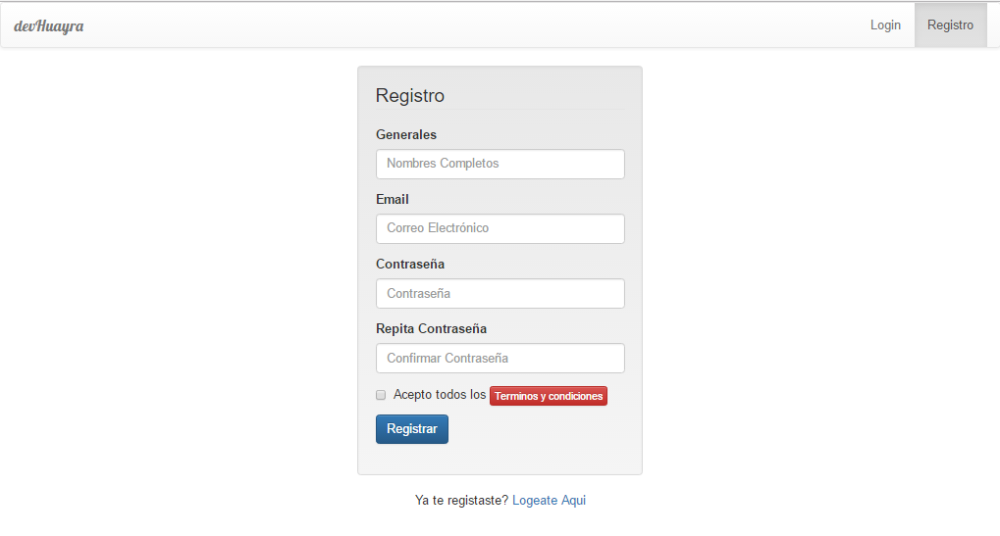 devHuayra
Login
Registro
Registro
Generales
Nombres Completos
Email
Correo Electrónico
Contraseña
Contraseña
Repita Contraseña
Confirmar Contraseña
Acepto todos los Terminos y condiciones
Registrar
Ya te registaste? Logeate Aqui